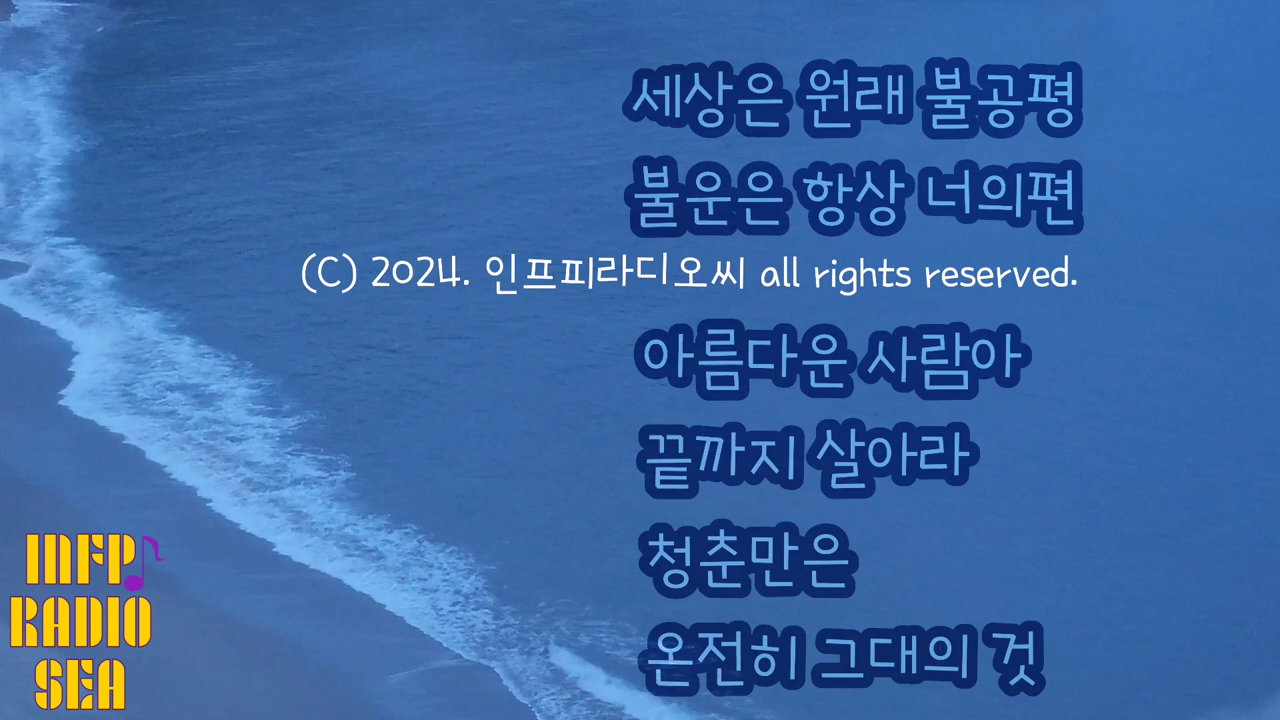 세상은 원래 불공평
불운은 항상 너의편
(C) 2024. 인프피라디오씨 all rights reserved.
아름다운 사람아
끝까지 살아라
청춘만은
온전히 그대의 것
INFP
RADIO
SEA